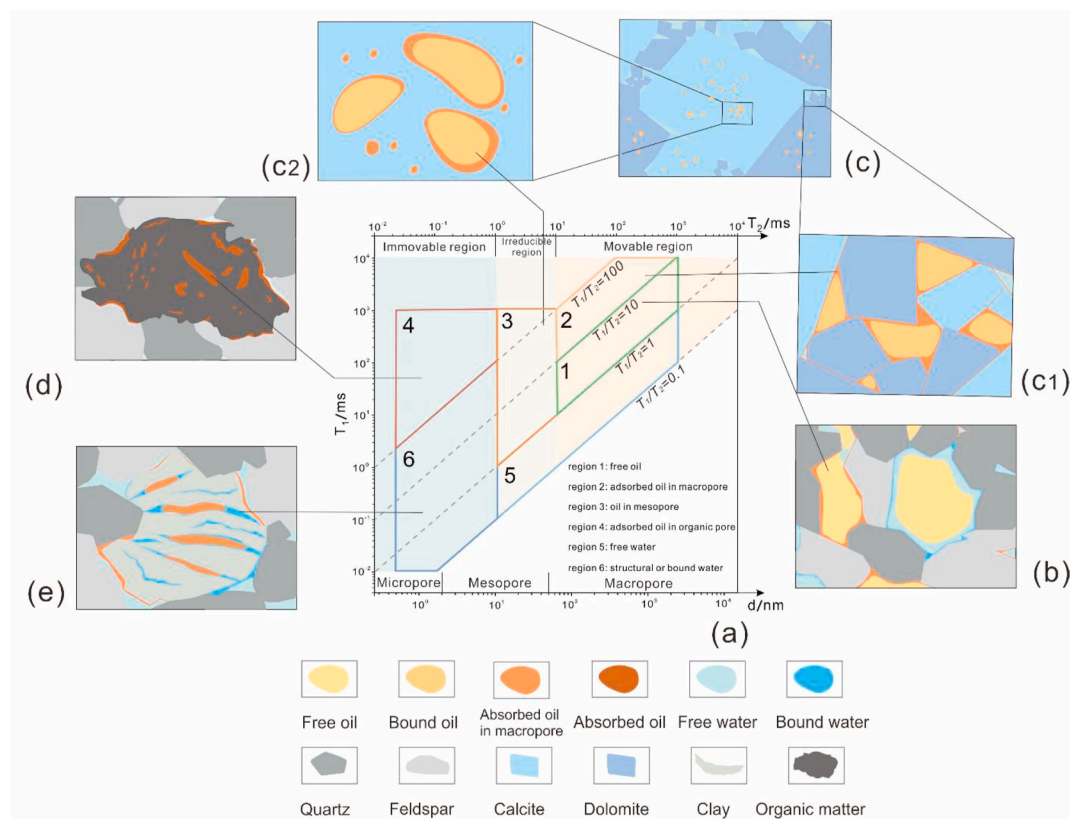 (c2)
(c)
(d)
(c1)
(e)
(b)
(a)
10⁻² 10⁻¹ 10⁰ 10¹ 10² 10³ 10⁴
T₂/ms
Immovable region
Irreducible
region
Movable region
T₁/T₂=100
T₁/T₂=10
T₁/T₂=1
T₁/T₂=0.1
4
3
2
1
6
5
T₁/ms
10⁴
10³
10²
10¹
10⁰
10⁻¹
10⁻²
region 1: free oil
region 2: adsorbed oil in macropore
region 3: oil in mesopore
region 4: adsorbed oil in organic pore
region 5: free water
region 6: structural or bound water
Micropore Mesopore Macropore
10⁰ 10¹ 10² 10³ 10⁴
d/nm
Free oil
Bound oil
Absorbed oil
in macropore
Absorbed oil
Free water
Bound water
Quartz
Feldspar
Calcite
Dolomite
Clay
Organic matter